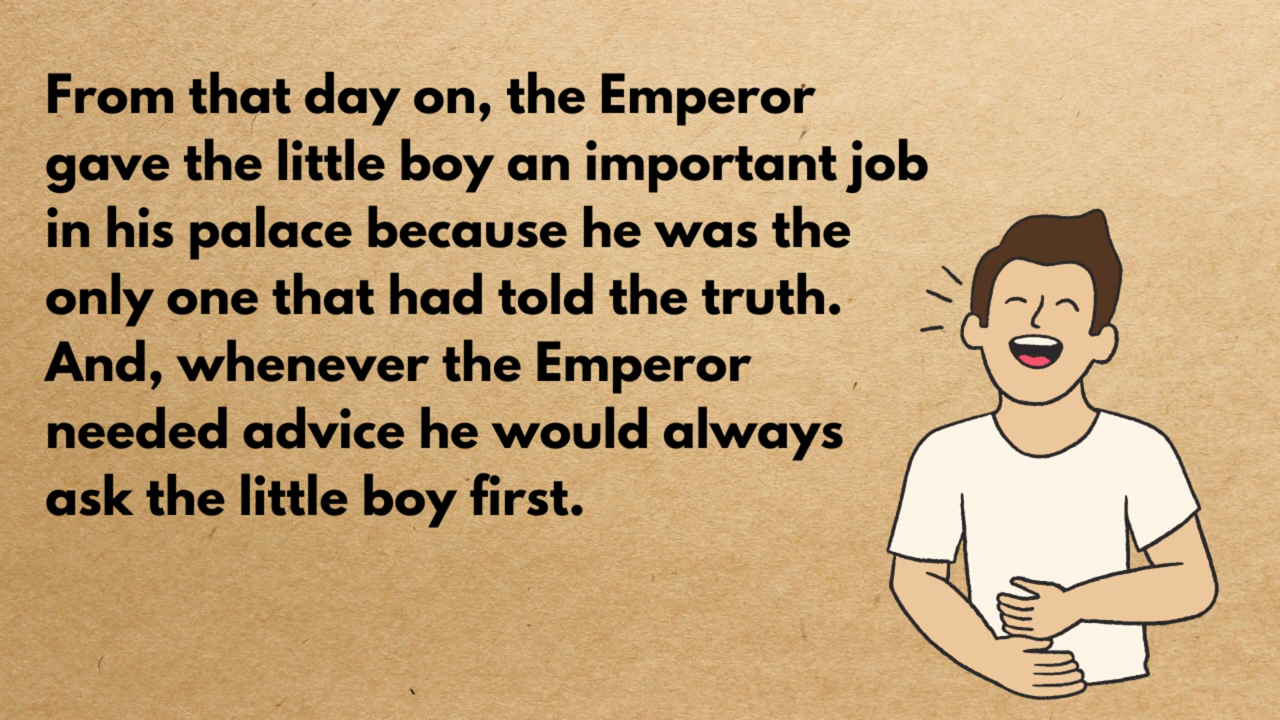 From that day on, the Emperor
gave the little boy an important job
in his palace because he was the
only one that had told the truth.
And, whenever the Emperor
needed advice he would always
ask the little boy first.